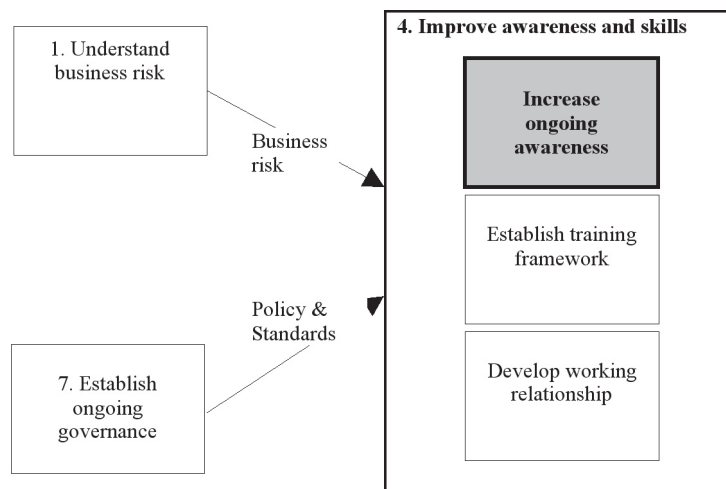 1. Understand
business risk
Business
risk
Policy &
Standards
7. Establish
ongoing
governance
4. Improve awareness and skills
Increase
ongoing
awareness
Establish training
framework
Develop working
relationship